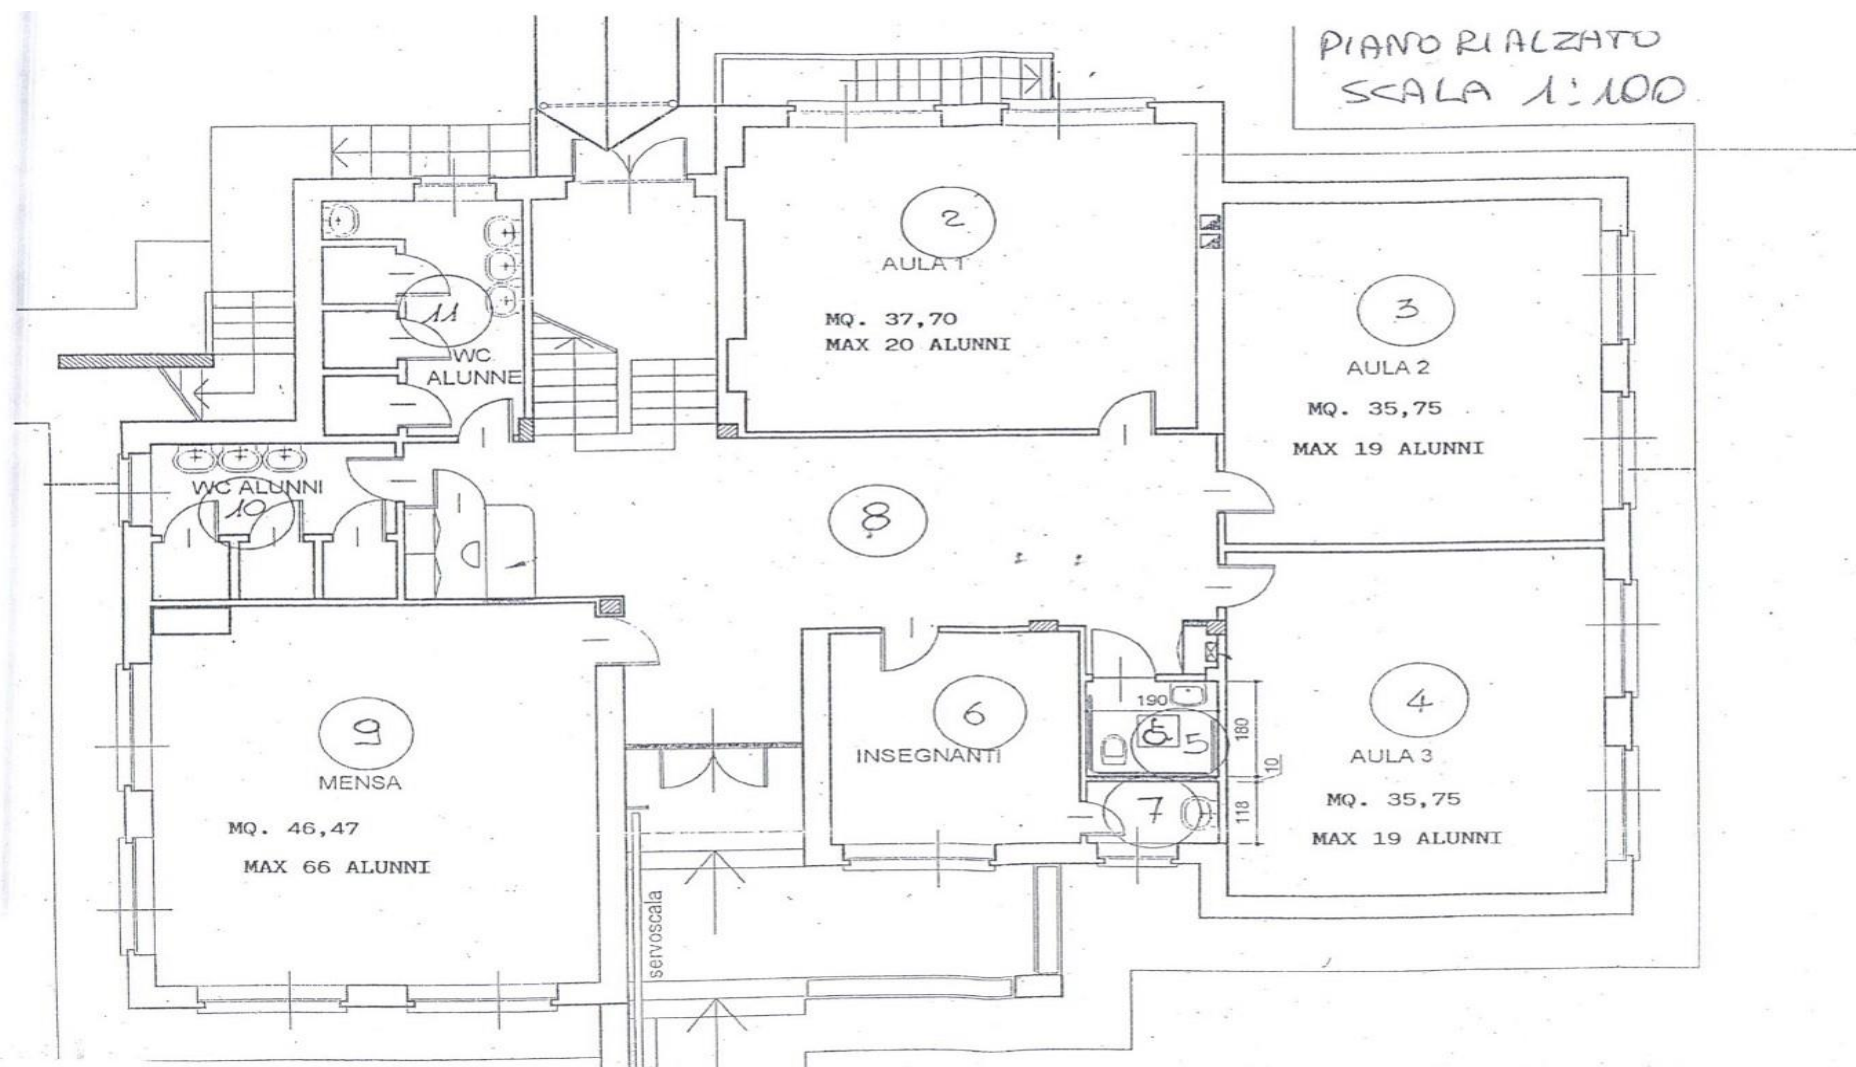 PIANO RIALZATO
SCALA 1:100
2
AULA 1
MQ. 37,70
MAX 20 ALUNNI
3
AULA 2
MQ. 35,75
MAX 19 ALUNNI
11
WC
ALUNNE
WC ALUNNI
10
8
9
MENSA
MQ. 46,47
MAX 66 ALUNNI
6
INSEGNANTI
190
5
180
10
7
118
4
AULA 3
MQ. 35,75
MAX 19 ALUNNI
servoscala